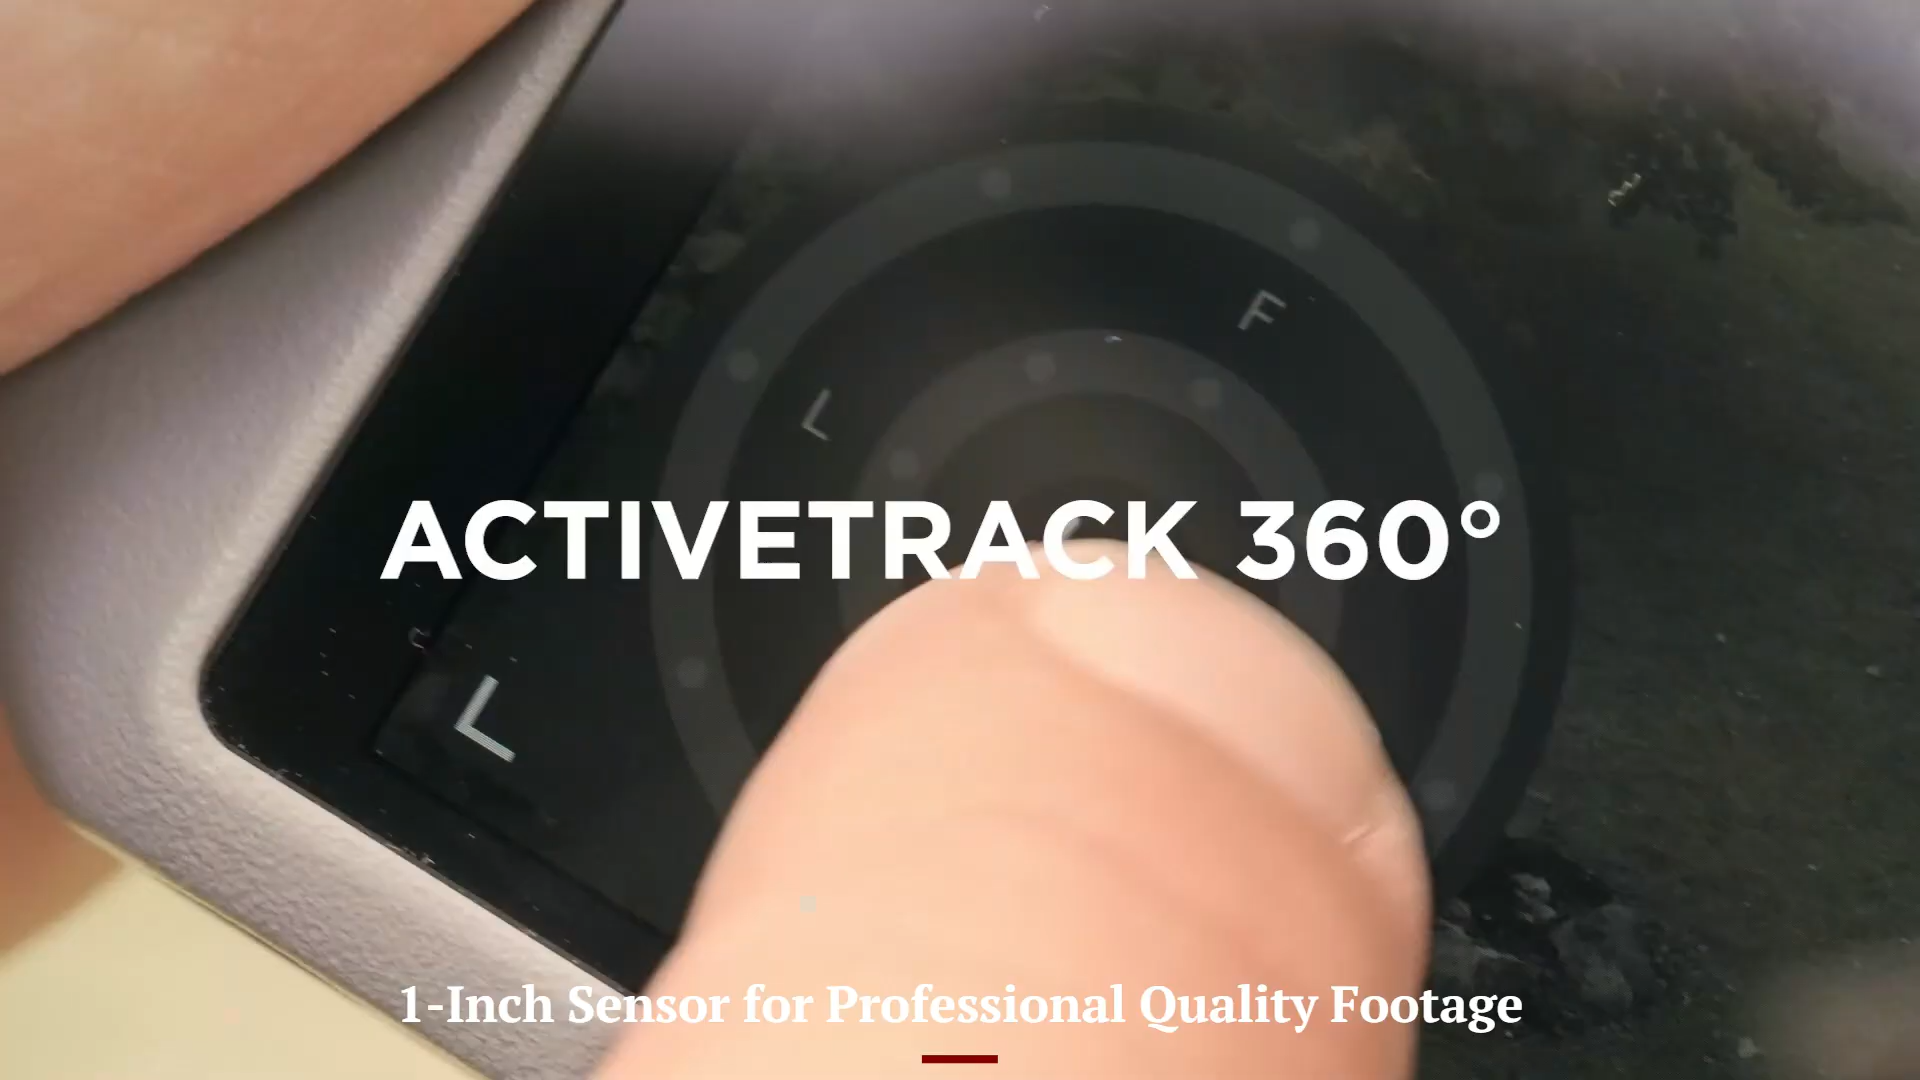 F
L
ACTIVETRACK 360°
1-Inch Sensor for Professional Quality Footage